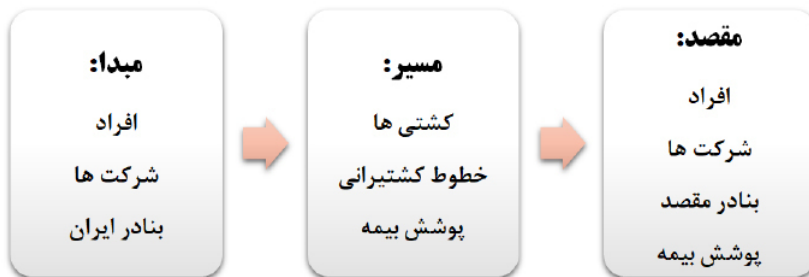 مبدا:
افراد
شرکت ها
بنادر ایران
مسیر:
کشتی ها
خطوط کشتیرانی
پوشش بیمه
مقصد:
افراد
شرکت ها
بنادر مقصد
پوشش بیمه